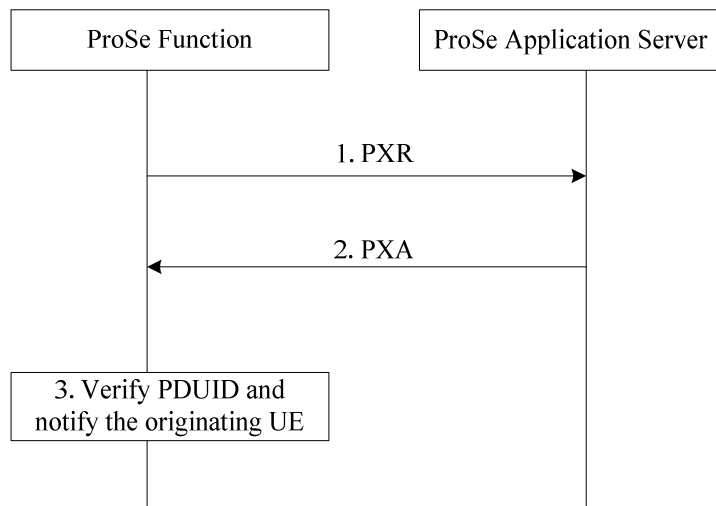 ProSe Function
ProSe Application Server
1. PXR
2. PXA
3. Verify PDUID and
notify the originating UE